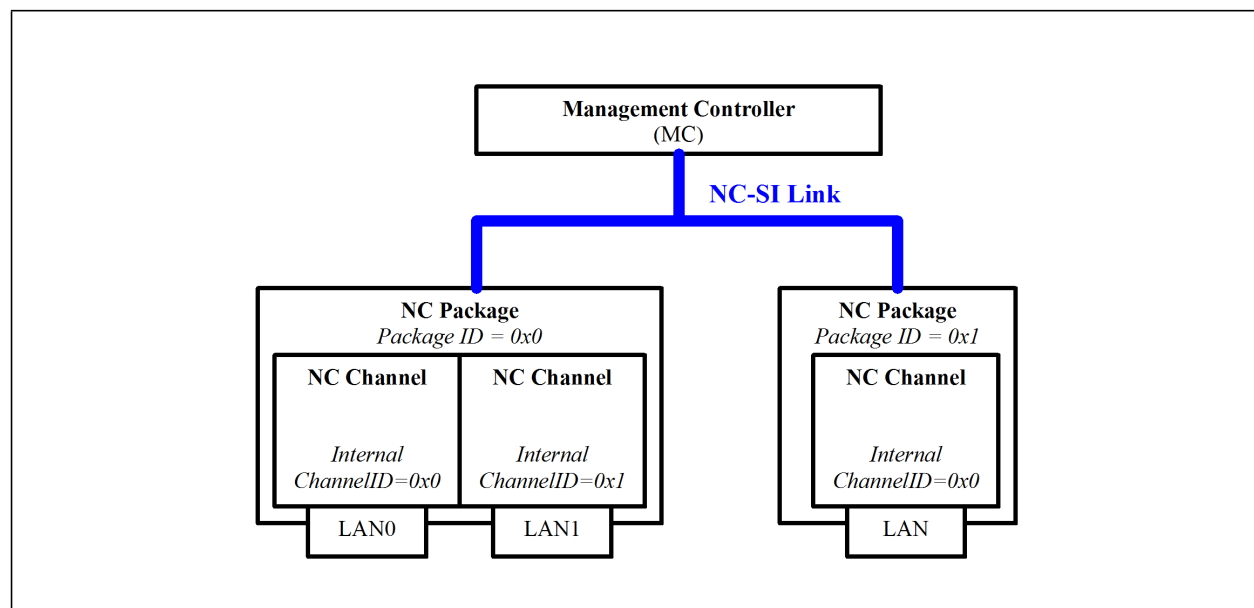 Management Controller
(MC)
NC-SI Link
NC Package
Package ID = 0x0
NC Channel
Internal
ChannelID=0x0
NC Channel
Internal
ChannelID=0x1
LAN0
LAN1
NC Package
Package ID = 0x1
NC Channel
Internal
ChannelID=0x0
LAN